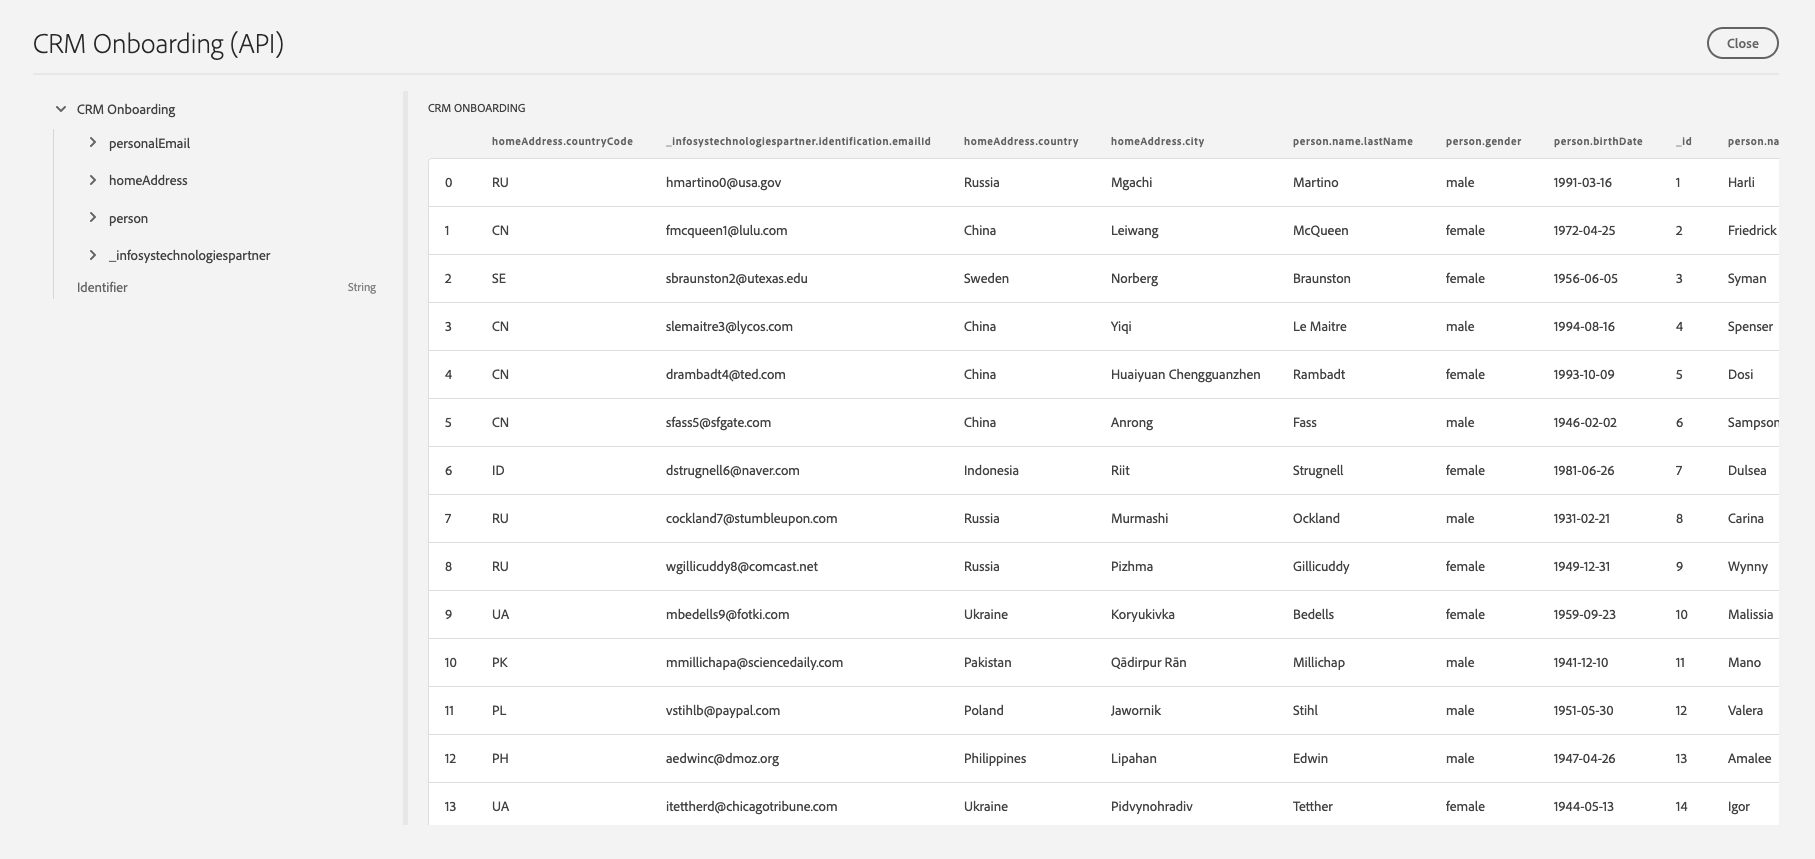 CRM Onboarding (API)
Close
CRM Onboarding
personalEmail
homeAddress
person
_infosystechnologiespartner
Identifier String
CRM ONBOARDING
homeAddress.countryCode _infosystechnologiespartner.identification.emailId homeAddress.country homeAddress.city person.name.lastName person.gender person.birthDate _id person.na
0 RU hmartino0@usa.gov Russia Mgachi Martino male 1991-03-16 1 Harli
1 CN fmcqueen1@lulu.com China Leiwang McQueen female 1972-04-25 2 Friedrick
2 SE sbraunston2@utexas.edu Sweden Norberg Braunston female 1956-06-05 3 Syman
3 CN slemaitre3@lycos.com China Yiqi Le Maitre male 1994-08-16 4 Spenser
4 CN drambadt4@ted.com China Huaiyuan Chengguanzhen Rambadt female 1993-10-09 5 Dosi
5 CN sfass5@sfgate.com China Anrong Fass male 1946-02-02 6 Sampson
6 ID dstrugnell6@naver.com Indonesia Riit Strugnell female 1981-06-26 7 Dulsea
7 RU cockland7@stumbleupon.com Russia Murmashi Ockland male 1931-02-21 8 Carina
8 RU wgillicuddy8@comcast.net Russia Pizhma Gillicuddy female 1949-12-31 9 Wynny
9 UA mbedells9@fotki.com Ukraine Koryukivka Bedells female 1959-09-23 10 Malissia
10 PK mmillichapa@sciencedaily.com Pakistan Qādirpur Rān Millichap male 1941-12-10 11 Mano
11 PL vstihlb@paypal.com Poland Jawornik Stihl male 1951-05-30 12 Valera
12 PH aedwinc@dmoz.org Philippines Lipahan Edwin male 1947-04-26 13 Amalee
13 UA itettherd@chicagotribune.com Ukraine Pidvynohradiv Tetther female 1944-05-13 14 Igor